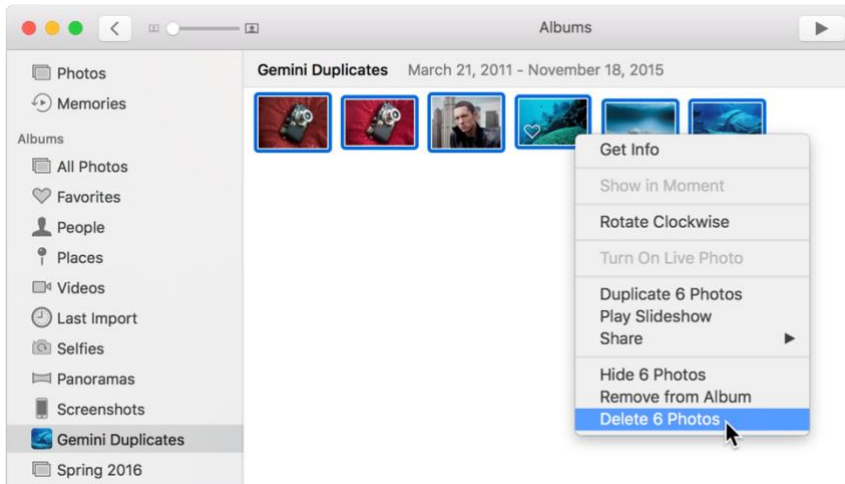 Albums
Photos
Memories
Albums
All Photos
Favorites
People
Places
Videos
Last Import
Selfies
Panoramas
Screenshots
Gemini Duplicates
Spring 2016
Gemini Duplicates March 21, 2011 - November 18, 2015
Get Info
Show in Moment
Rotate Clockwise
Turn On Live Photo
Duplicate 6 Photos
Play Slideshow
Share
Hide 6 Photos
Remove from Album
Delete 6 Photos